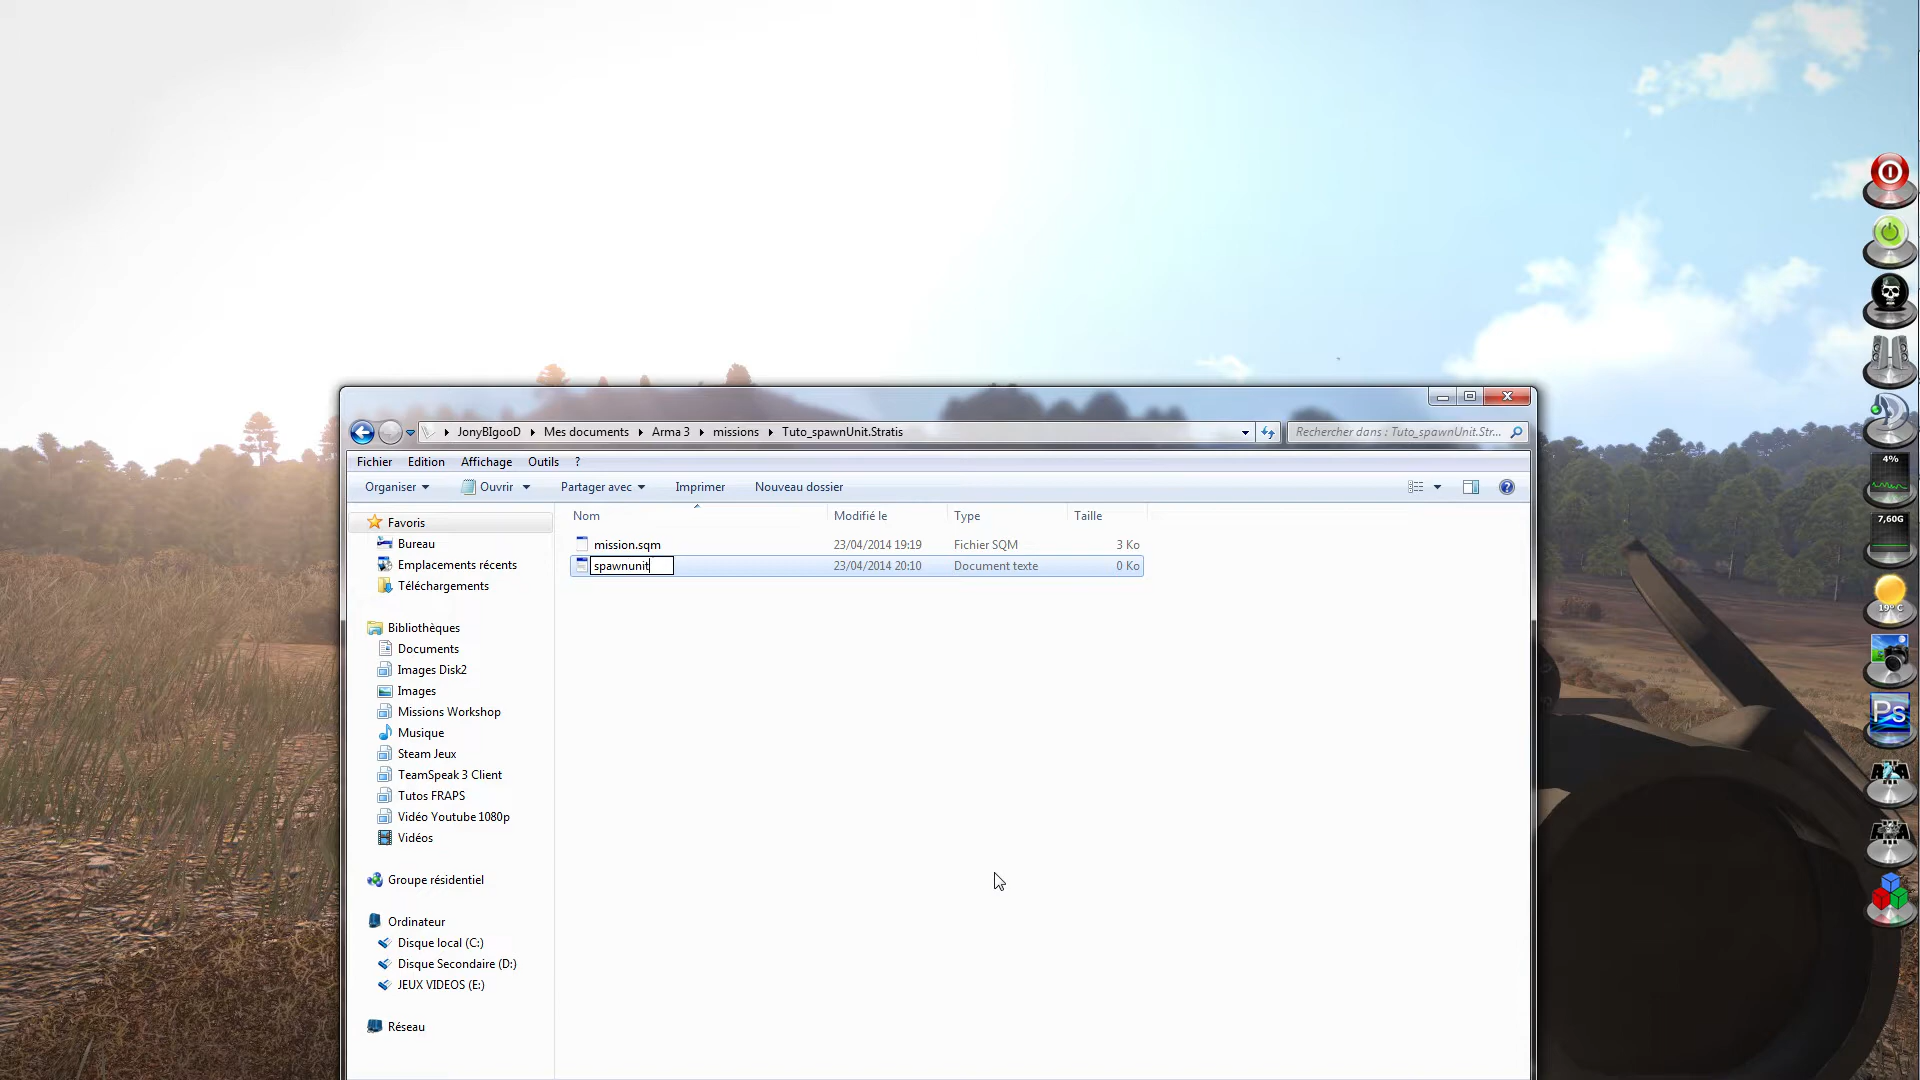 JonyBIgooD Mes documents Arma 3 missions Tuto_spawnUnit.Stratis Rechercher dans : Tuto_spawnUnit.Str...
Fichier Edition Affichage Outils ?
Organiser Ouvrir Partager avec Imprimer Nouveau dossier
Nom Modifié le Type Taille
mission.sqm 23/04/2014 19:19 Fichier SQM 3 Ko
spawnunit 23/04/2014 20:10 Document texte 0 Ko
Favoris
Bureau
Emplacements récents
Téléchargements
Bibliothèques
Documents
Images Disk2
Images
Missions Workshop
Musique
Steam Jeux
TeamSpeak 3 Client
Tutos FRAPS
Vidéo Youtube 1080p
Vidéos
Groupe résidentiel
Ordinateur
Disque local (C:)
Disque Secondaire (D:)
JEUX VIDEOS (E:)
Réseau
4%
7,60G
19° C
Ps